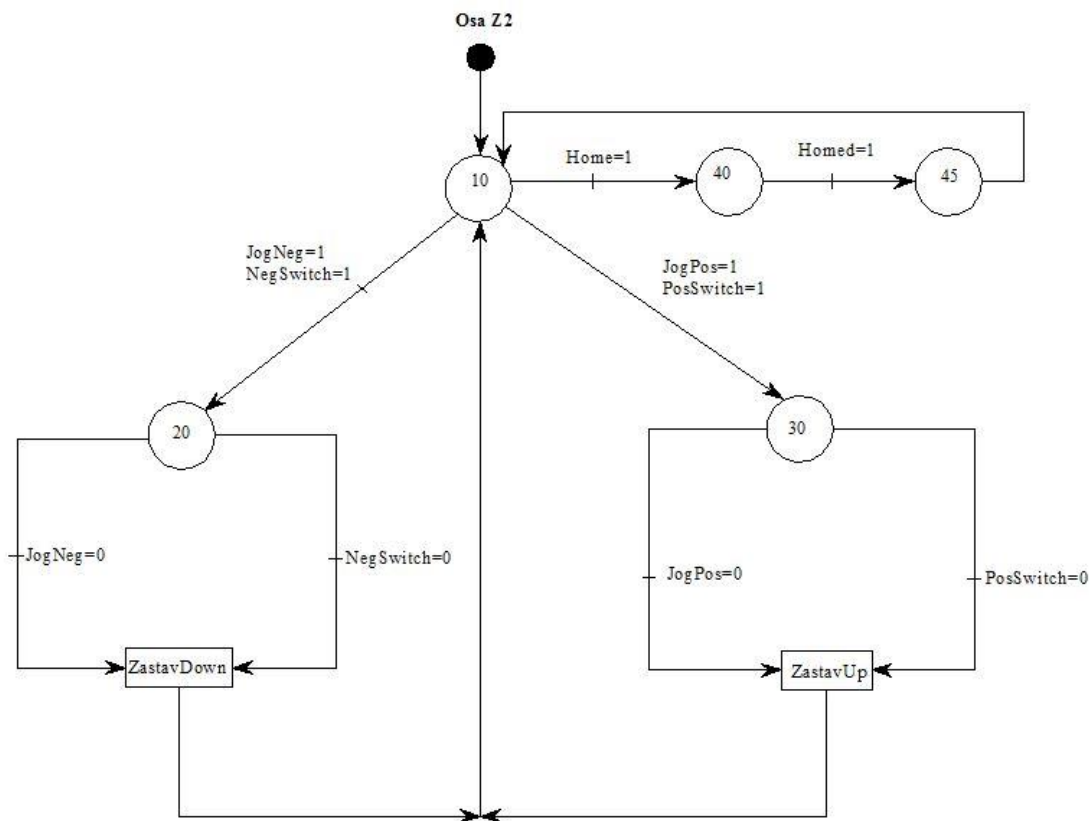 Osa Z2
Home=1
Homed=1
10
40
45
JogNeg=1
NegSwitch=1
JogPos=1
PosSwitch=1
20
30
JogNeg=0
NegSwitch=0
JogPos=0
PosSwitch=0
ZastavDown
ZastavUp